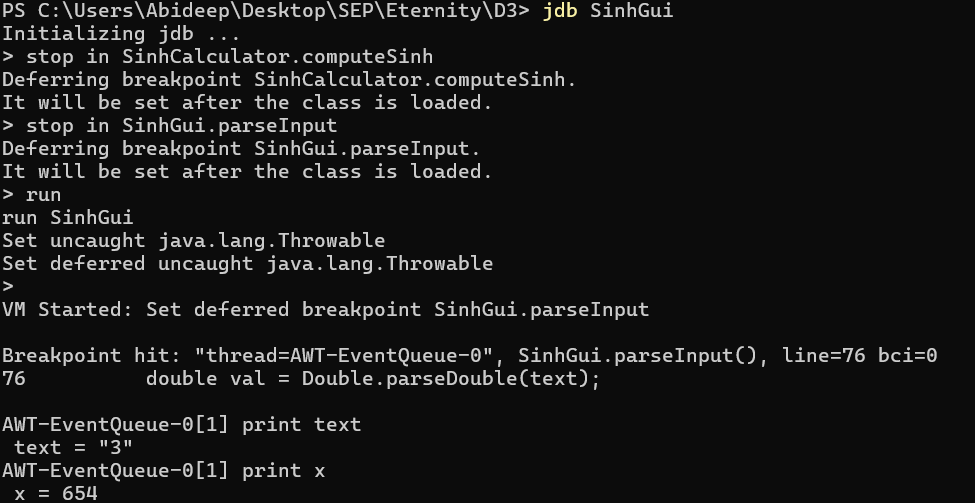 PS C:\Users\Abideep\Desktop\SEP\Eternity\D3> jdb SinhGui
Initializing jdb ...
> stop in SinhCalculator.computeSinh
Deferring breakpoint SinhCalculator.computeSinh.
It will be set after the class is loaded.
> stop in SinhGui.parseInput
Deferring breakpoint SinhGui.parseInput.
It will be set after the class is loaded.
> run
run SinhGui
Set uncaught java.lang.Throwable
Set deferred uncaught java.lang.Throwable
>
VM Started: Set deferred breakpoint SinhGui.parseInput

Breakpoint hit: "thread=AWT-EventQueue-0", SinhGui.parseInput(), line=76 bci=0
76          double val = Double.parseDouble(text);

AWT-EventQueue-0[1] print text
 text = "3"
AWT-EventQueue-0[1] print x
 x = 654